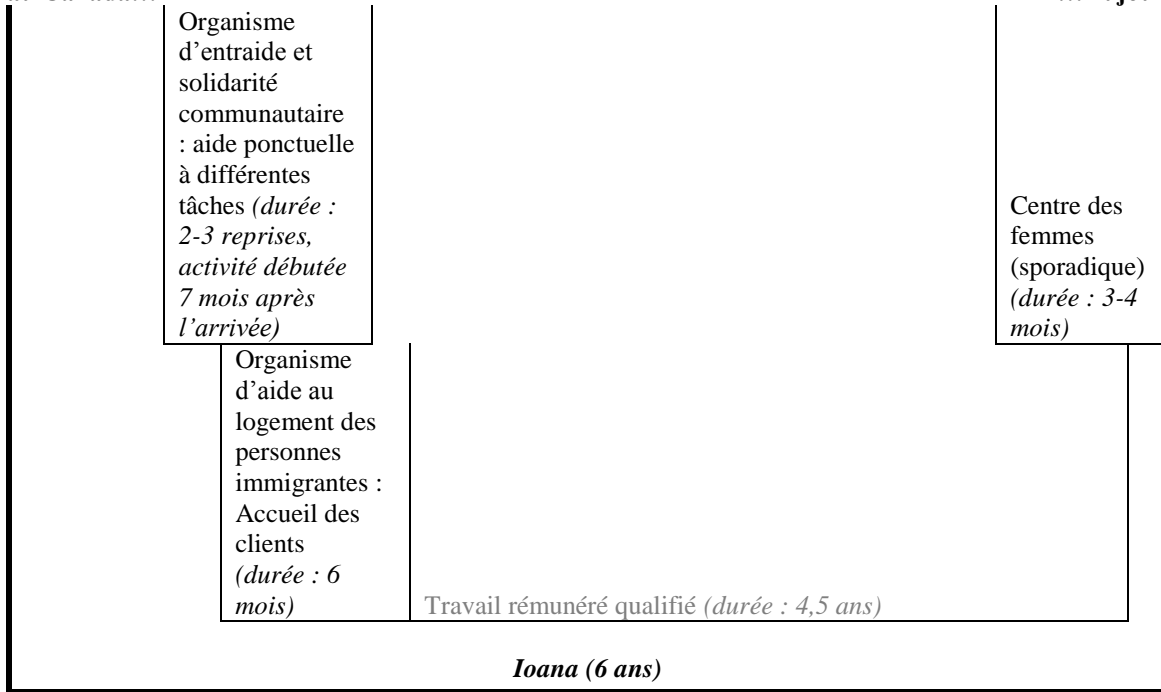 Organisme
d’entraide et
solidarité
communautaire
: aide ponctuelle
à différentes
tâches (durée :
2-3 reprises,
activité débutée
7 mois après
l’arrivée)
Centre des
femmes
(sporadique)
(durée : 3-4
mois)
Organisme
d’aide au
logement des
personnes
immigrantes :
Accueil des
clients
(durée : 6
mois)
Travail rémunéré qualifié (durée : 4,5 ans)
Ioana (6 ans)